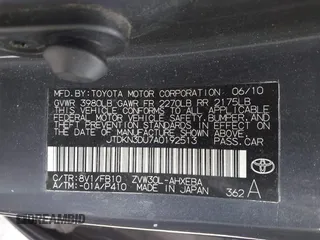 MFD.BY:TOYOTA MOTOR CORPORATION 06/10
GVWR 3980LB GAWR FR 2270LB RR 2175LB
THIS VEHICLE CONFORMS TO ALL APPLICABLE
FEDERAL MOTOR VEHICLE SAFETY, BUMPER, AND
THEFT PREVENTION STANDARDS IN EFFECT ON
THE DATE OF MANUFACTURE SHOWN ABOVE.
JTDKN3DU7A0192513 PASS.CAR
TOYOTA
C/TR:8V1/FB10 ZVW30L-AHXEBA
A/TM:-01A/P410 MADE IN JAPAN 362 A